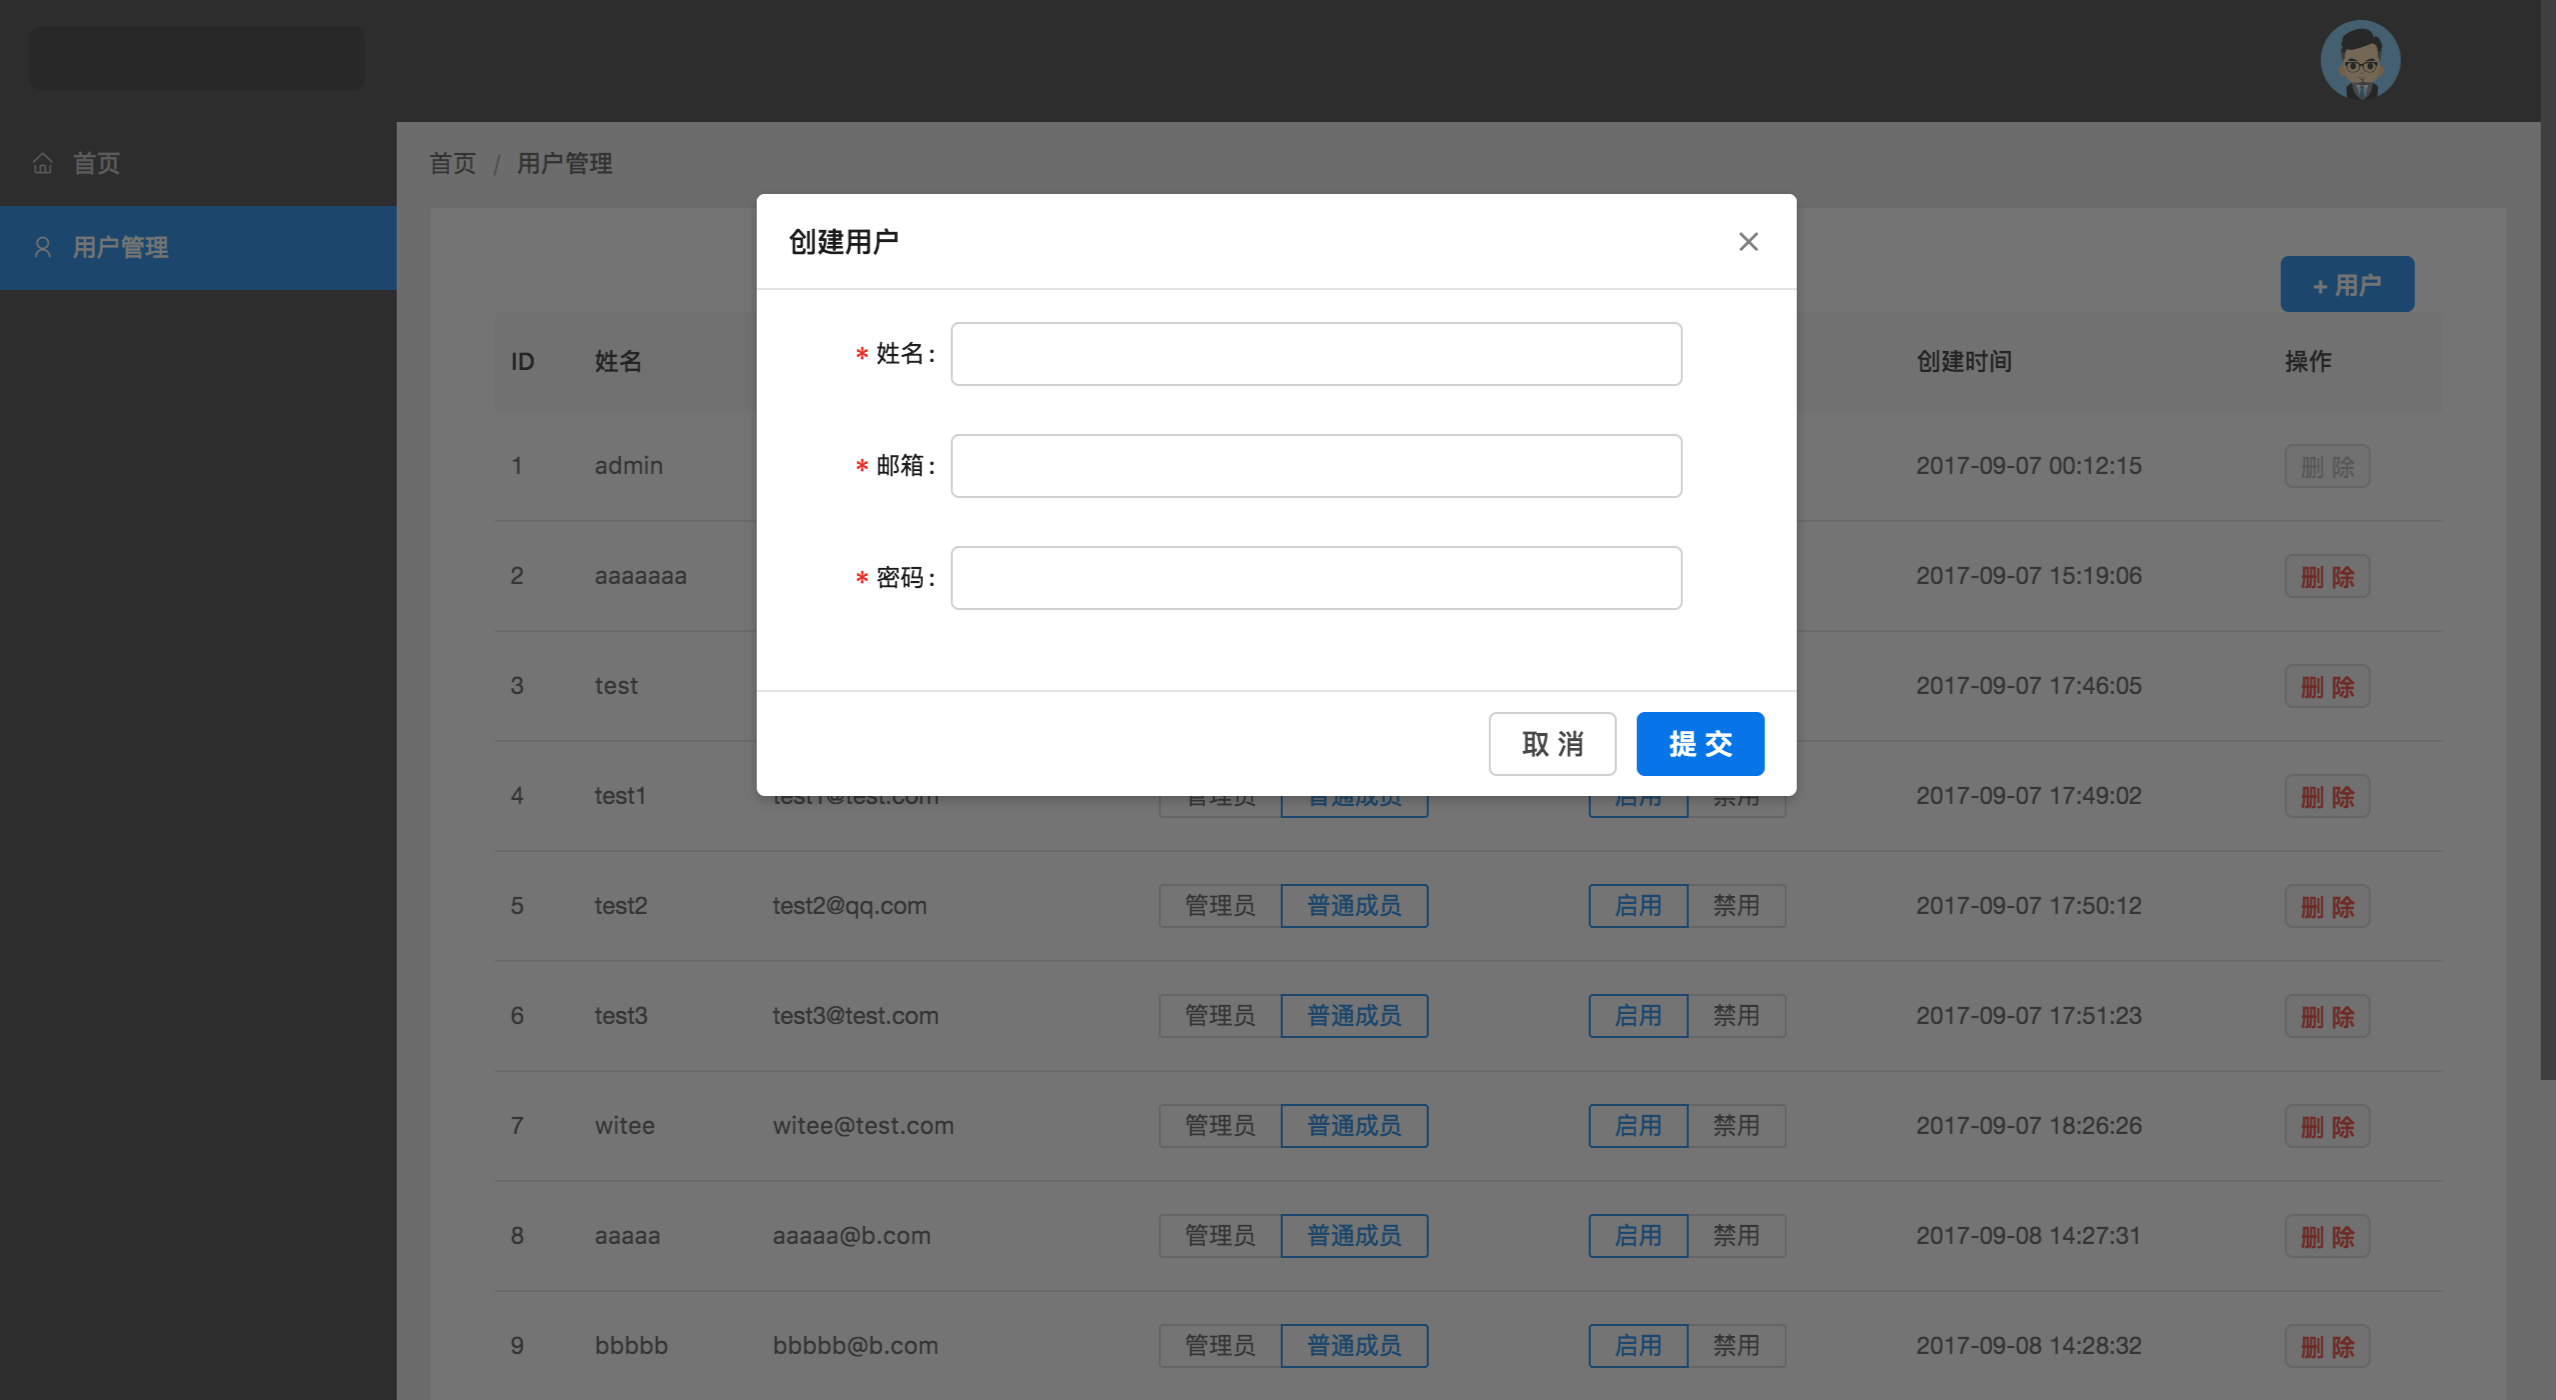 首页
用户管理
首页 / 用户管理
+ 用户
创建用户
* 姓名:
* 邮箱:
* 密码:
取 消 提 交
ID 姓名 创建时间 操作
1 admin 2017-09-07 00:12:15 删 除
2 aaaaaaa 2017-09-07 15:19:06 删 除
3 test 2017-09-07 17:46:05 删 除
4 test1 test1@test.com 管理员 普通成员 启用 禁用 2017-09-07 17:49:02 删 除
5 test2 test2@qq.com 管理员 普通成员 启用 禁用 2017-09-07 17:50:12 删 除
6 test3 test3@test.com 管理员 普通成员 启用 禁用 2017-09-07 17:51:23 删 除
7 witee witee@test.com 管理员 普通成员 启用 禁用 2017-09-07 18:26:26 删 除
8 aaaaa aaaaa@b.com 管理员 普通成员 启用 禁用 2017-09-08 14:27:31 删 除
9 bbbbb bbbbb@b.com 管理员 普通成员 启用 禁用 2017-09-08 14:28:32 删 除